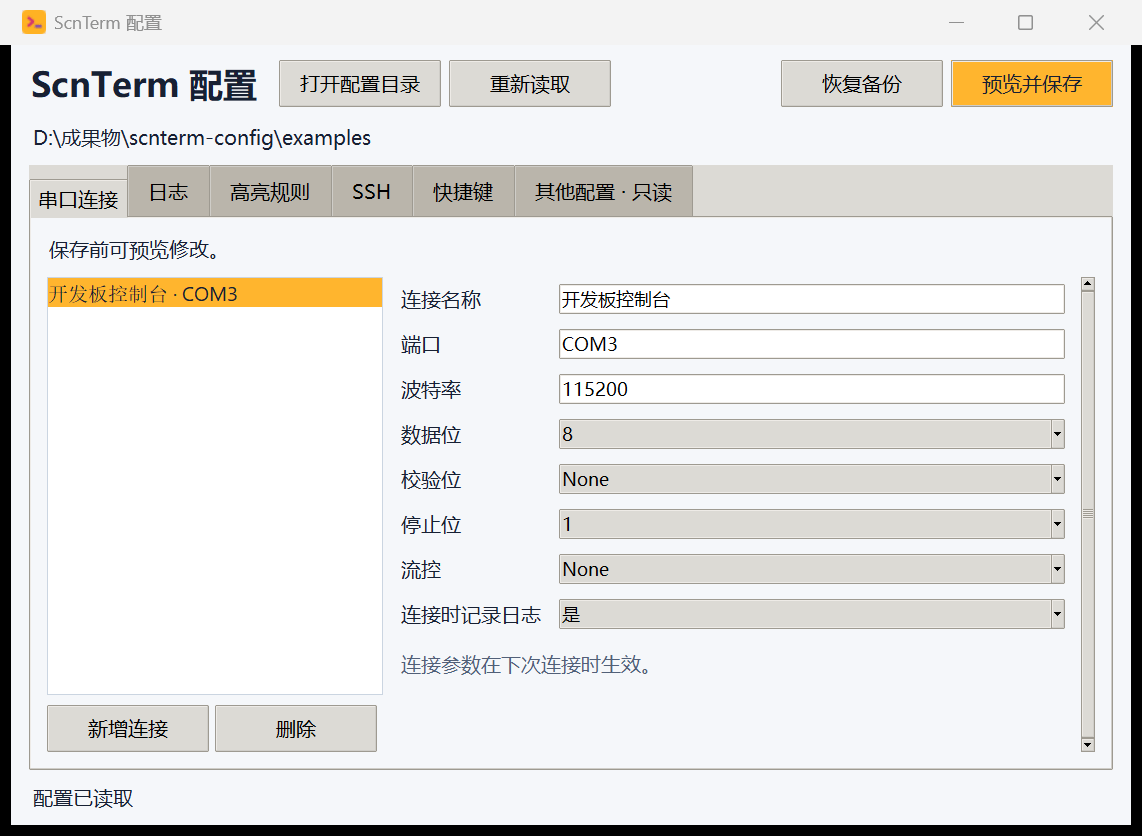 ScnTerm 配置
ScnTerm 配置 打开配置目录 重新读取 恢复备份 预览并保存
D:\成果物\scnterm-config\examples
串口连接 日志 高亮规则 SSH 快捷键 其他配置 · 只读
保存前可预览修改。
开发板控制台 · COM3
连接名称 开发板控制台
端口 COM3
波特率 115200
数据位 8
校验位 None
停止位 1
流控 None
连接时记录日志 是
连接参数在下次连接时生效。
新增连接 删除
配置已读取